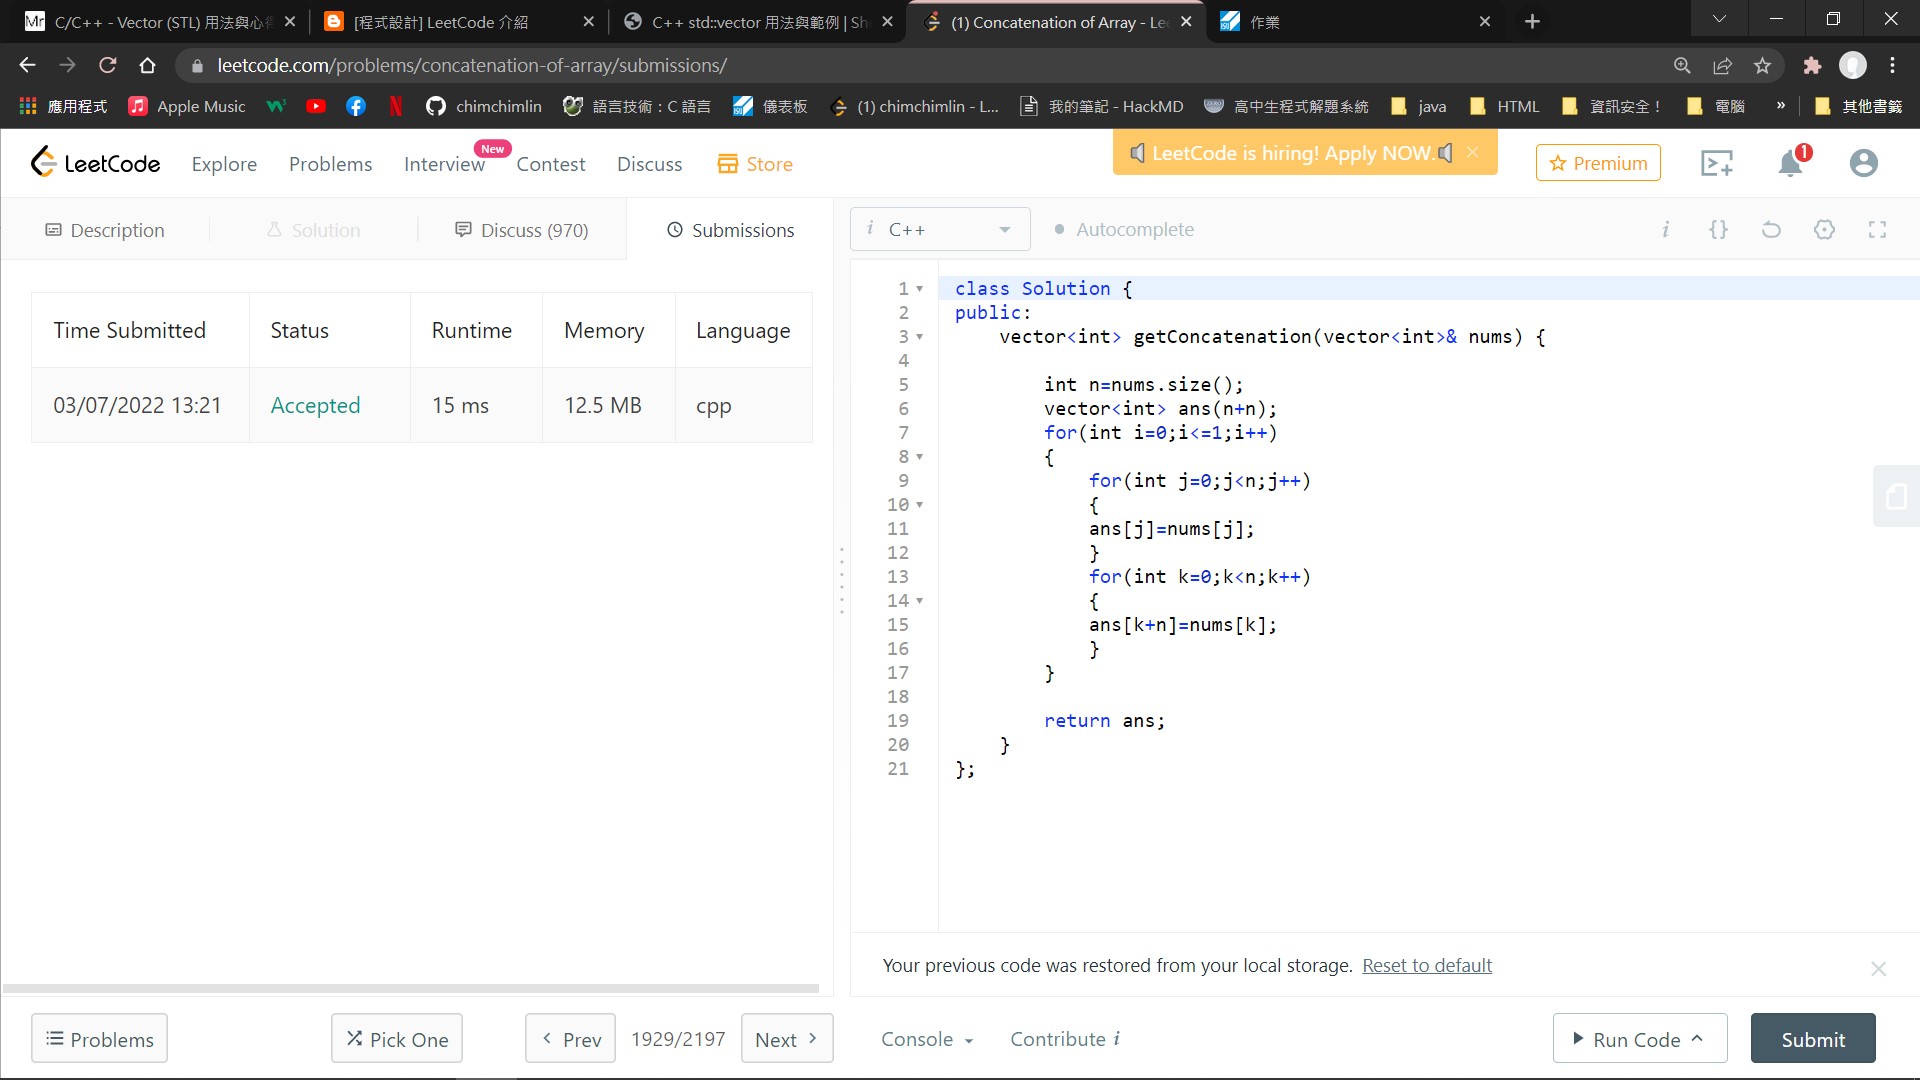 C/C++ - Vector (STL) 用法與心
[程式設計] LeetCode 介紹
C++ std::vector 用法與範例 | Sh
(1) Concatenation of Array - Le
作業
leetcode.com/problems/concatenation-of-array/submissions/
應用程式
Apple Music
chimchimlin
語言技術：C 語言
儀表板
(1) chimchimlin - L...
我的筆記 - HackMD
高中生程式解題系統
java
HTML
資訊安全！
電腦
»
其他書籤
LeetCode
Explore
Problems
Interview
New
Contest
Discuss
Store
LeetCode is hiring! Apply NOW.
Premium
1
Description
Solution
Discuss (970)
Submissions
Time Submitted Status Runtime Memory Language
03/07/2022 13:21 Accepted 15 ms 12.5 MB cpp
i C++
Autocomplete
i {}
1 class Solution {
2 public:
3     vector<int> getConcatenation(vector<int>& nums) {
4
5         int n=nums.size();
6         vector<int> ans(n+n);
7         for(int i=0;i<=1;i++)
8         {
9             for(int j=0;j<n;j++)
10             {
11             ans[j]=nums[j];
12             }
13             for(int k=0;k<n;k++)
14             {
15             ans[k+n]=nums[k];
16             }
17         }
18
19         return ans;
20     }
21 };
Your previous code was restored from your local storage. Reset to default
Problems
Pick One
Prev
1929/2197
Next
Console
Contribute i
Run Code
Submit